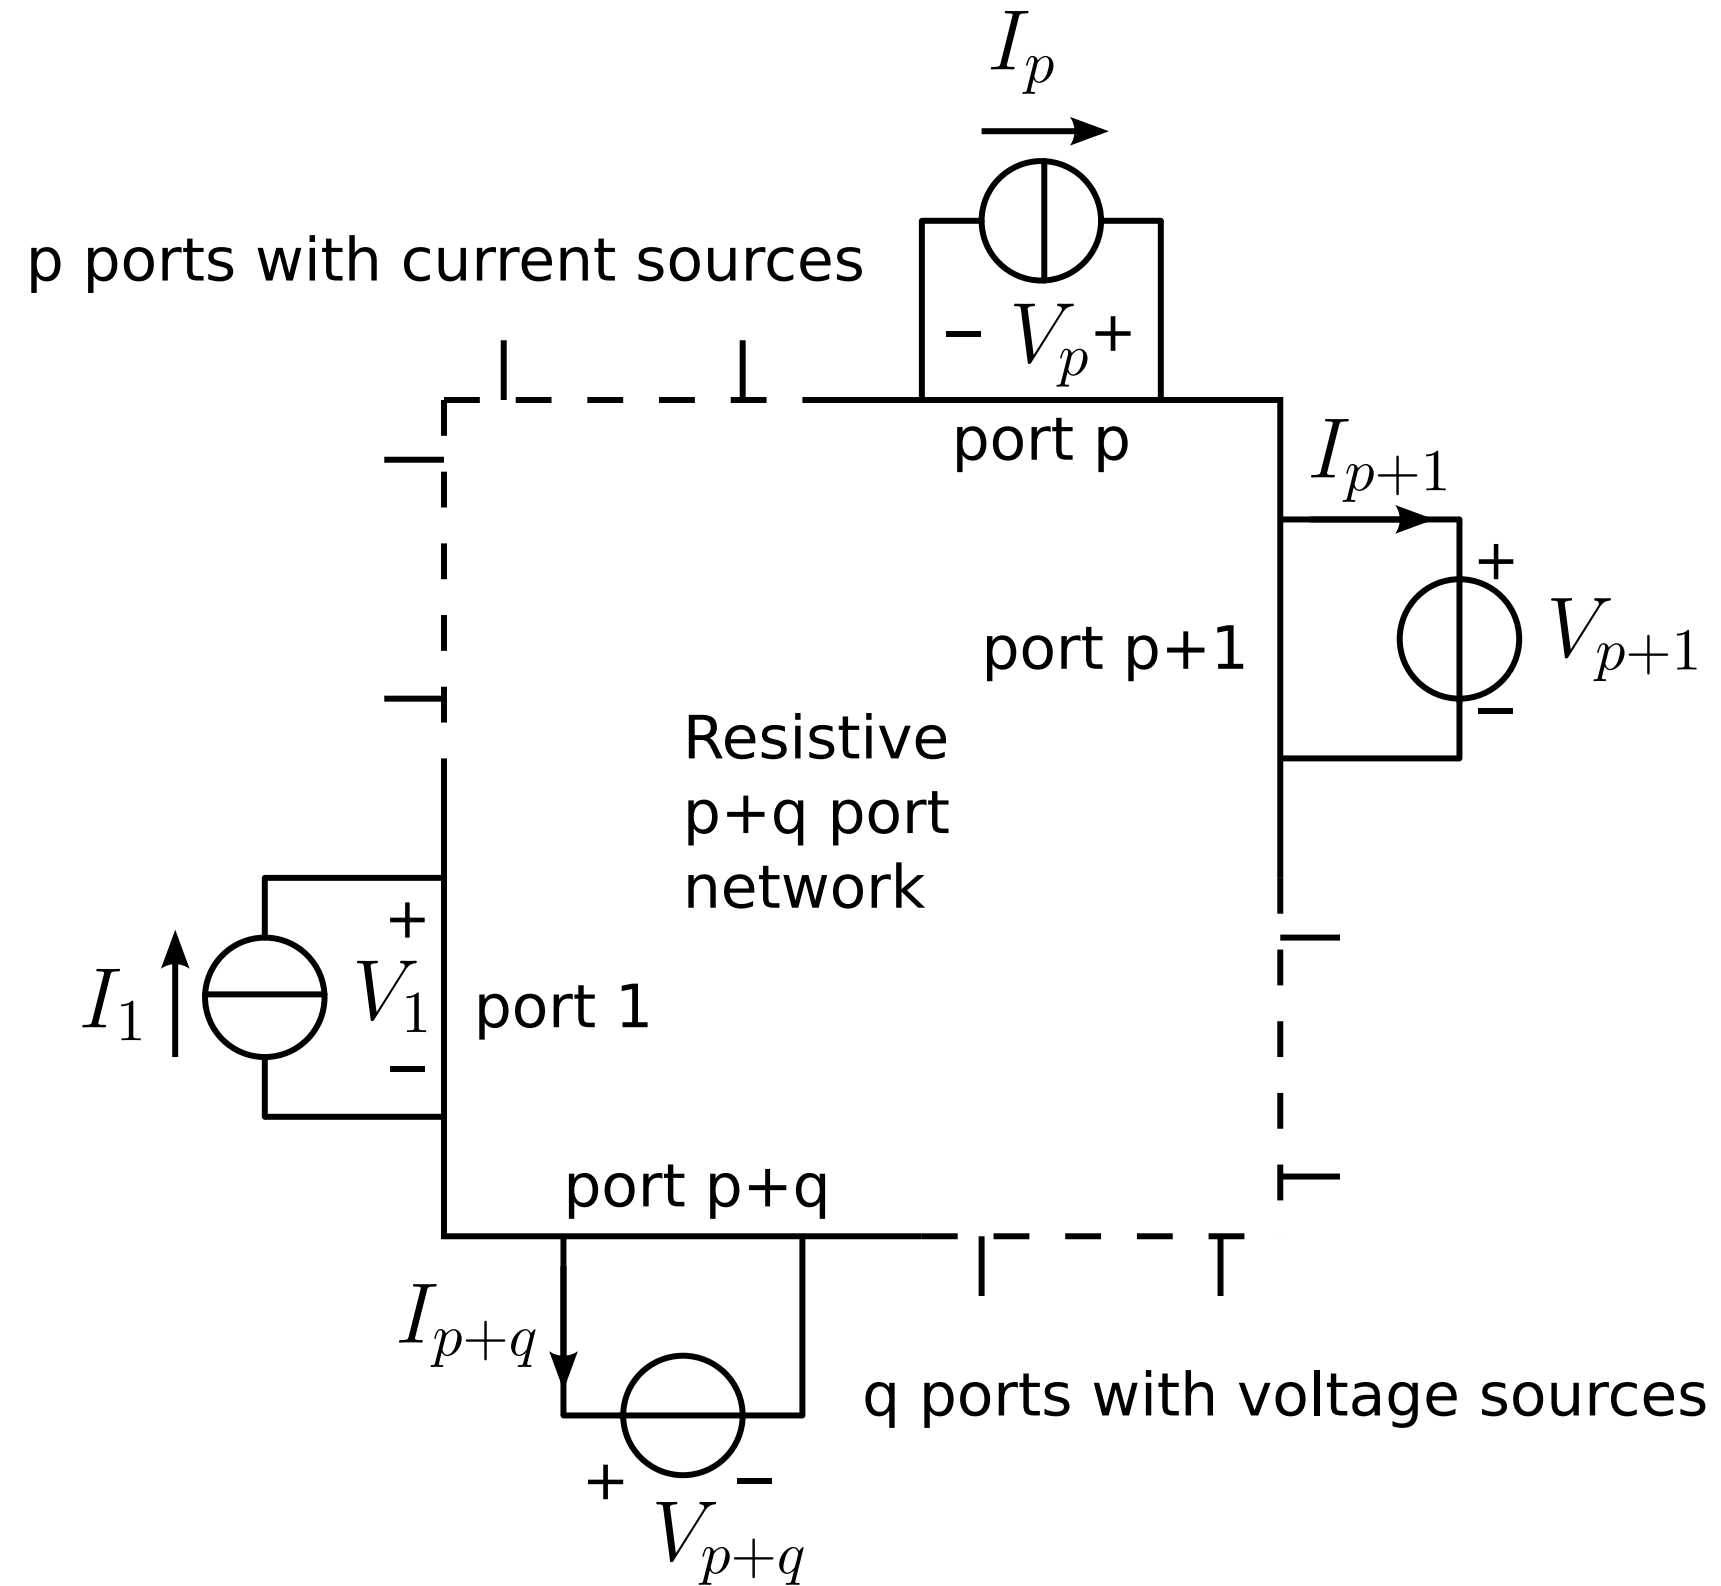 I_p
p ports with current sources
− V_p +
port p
I_{p+1}
+
port p+1
V_{p+1}
−
Resistive
p+q port
network
+
I_1
V_1
port 1
−
port p+q
I_{p+q}
q ports with voltage sources
+ −
V_{p+q}